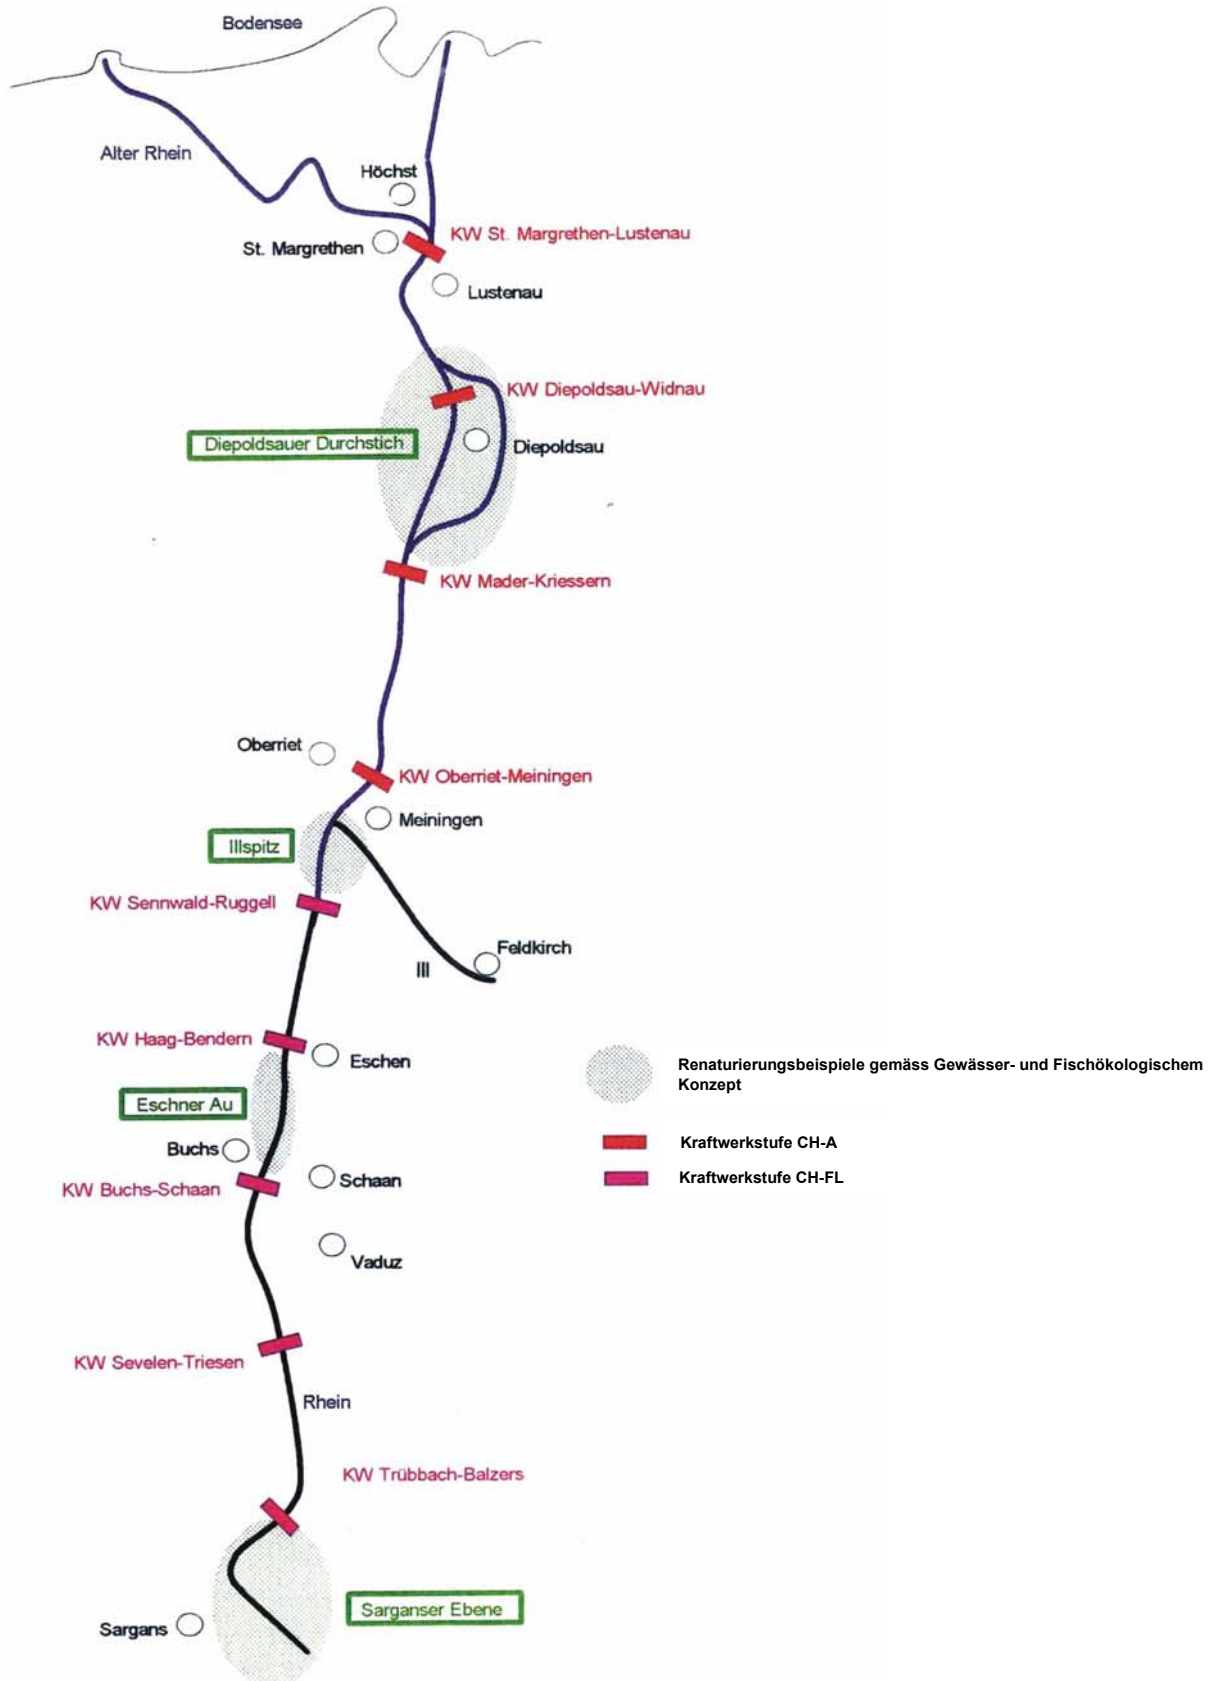 Bodensee
Alter Rhein
Höchst
KW St. Margrethen-Lustenau
St. Margrethen
Lustenau
KW Diepoldsau-Widnau
Diepoldsauer Durchstich
Diepoldsau
KW Mader-Kriessern
Oberriet
KW Oberriet-Meiningen
Meiningen
Illspitz
KW Sennwald-Ruggell
Feldkirch
Ill
KW Haag-Bendern
Eschen
Renaturierungsbeispiele gemäss Gewässer- und Fischökologischem
Konzept
Eschner Au
Kraftwerkstufe CH-A
Buchs
Kraftwerkstufe CH-FL
Schaan
KW Buchs-Schaan
Vaduz
KW Sevelen-Triesen
Rhein
KW Trübbach-Balzers
Sarganser Ebene
Sargans